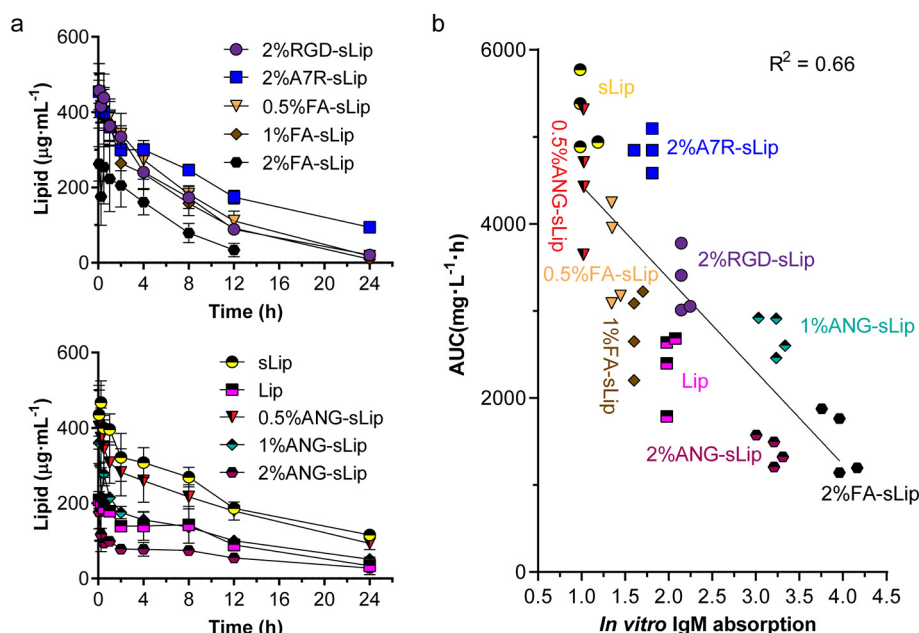 a
600
400
200
0
Lipid (μg·mL⁻¹)
2%RGD-sLip
2%A7R-sLip
0.5%FA-sLip
1%FA-sLip
2%FA-sLip
0 4 8 12 16 20 24
Time (h)
600
400
200
0
Lipid (μg·mL⁻¹)
sLip
Lip
0.5%ANG-sLip
1%ANG-sLip
2%ANG-sLip
0 4 8 12 16 20 24
Time (h)
b
6000
4000
2000
0
AUC(mg·L⁻¹·h)
R² = 0.66
sLip
0.5%ANG-sLip
2%A7R-sLip
0.5%FA-sLip
2%RGD-sLip
1%FA-sLip
Lip
1%ANG-sLip
2%ANG-sLip
2%FA-sLip
0.5 1.0 1.5 2.0 2.5 3.0 3.5 4.0 4.5
In vitro IgM absorption